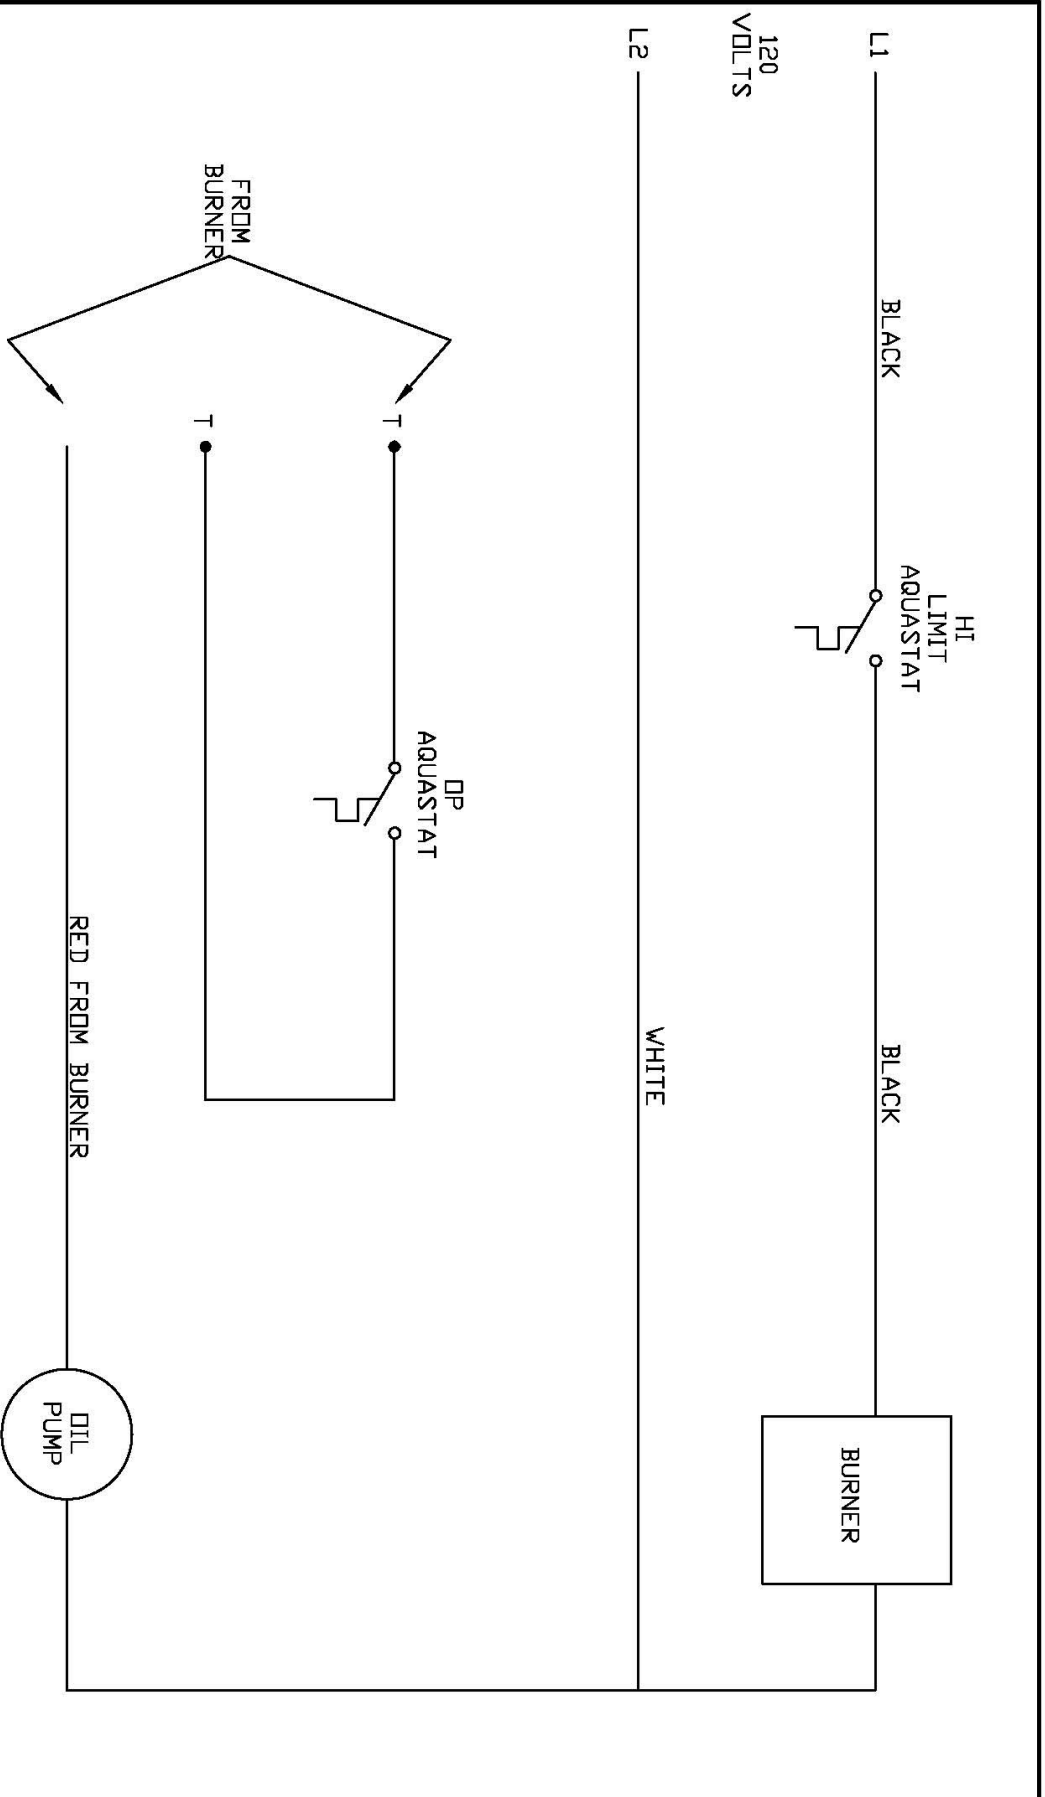 HI
LIMIT
AQUASTAT
L1
BLACK
BLACK
BURNER
120
VOLTS
L2
WHITE
OP
AQUASTAT
T
FROM
BURNER
T
RED FROM BURNER
OIL
PUMP